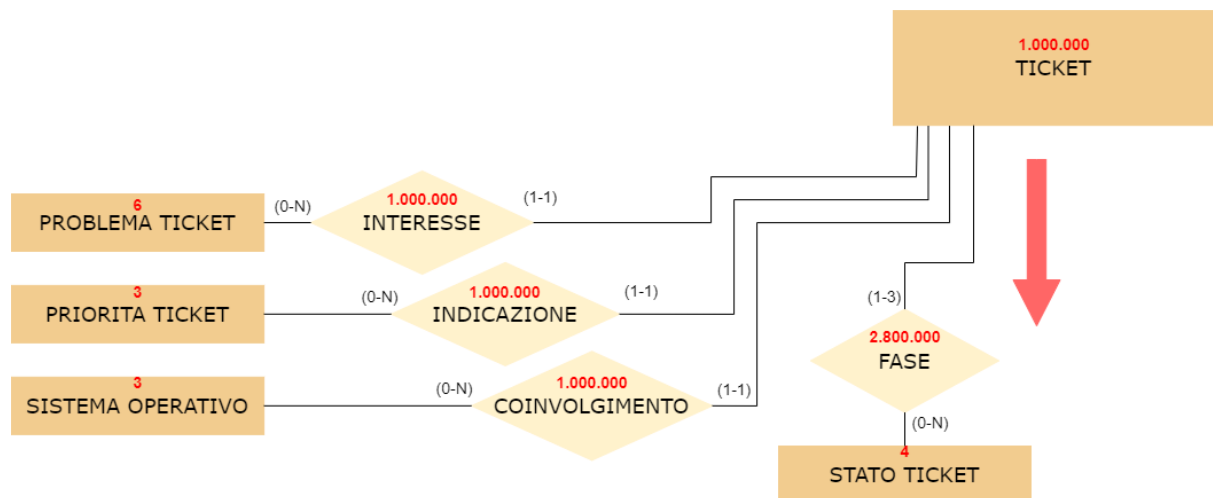 1.000.000
TICKET
6
PROBLEMA TICKET
(0-N)
1.000.000
INTERESSE
(1-1)
3
PRIORITA TICKET
(0-N)
1.000.000
INDICAZIONE
(1-1)
(1-3)
2.800.000
FASE
3
SISTEMA OPERATIVO
(0-N)
1.000.000
COINVOLGIMENTO
(1-1)
(0-N)
4
STATO TICKET